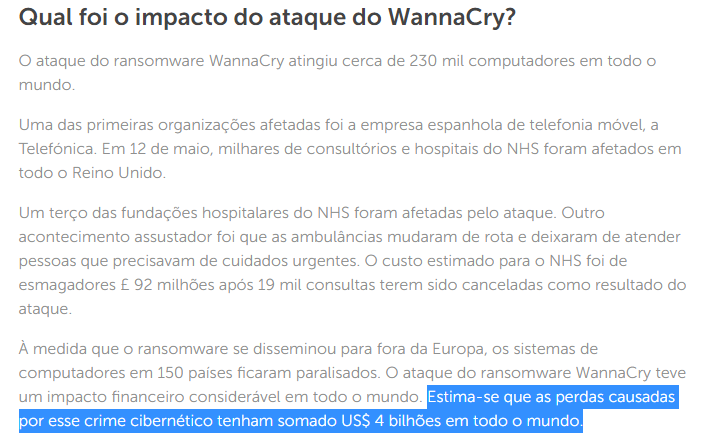 Qual foi o impacto do ataque do WannaCry?
O ataque do ransomware WannaCry atingiu cerca de 230 mil computadores em todo o
mundo.
Uma das primeiras organizações afetadas foi a empresa espanhola de telefonia móvel, a
Telefónica. Em 12 de maio, milhares de consultórios e hospitais do NHS foram afetados em
todo o Reino Unido.
Um terço das fundações hospitalares do NHS foram afetadas pelo ataque. Outro
acontecimento assustador foi que as ambulâncias mudaram de rota e deixaram de atender
pessoas que precisavam de cuidados urgentes. O custo estimado para o NHS foi de
esmagadores £ 92 milhões após 19 mil consultas terem sido canceladas como resultado do
ataque.
À medida que o ransomware se disseminou para fora da Europa, os sistemas de
computadores em 150 países ficaram paralisados. O ataque do ransomware WannaCry teve
um impacto financeiro considerável em todo o mundo. Estima-se que as perdas causadas
por esse crime cibernético tenham somado US$ 4 bilhões em todo o mundo.